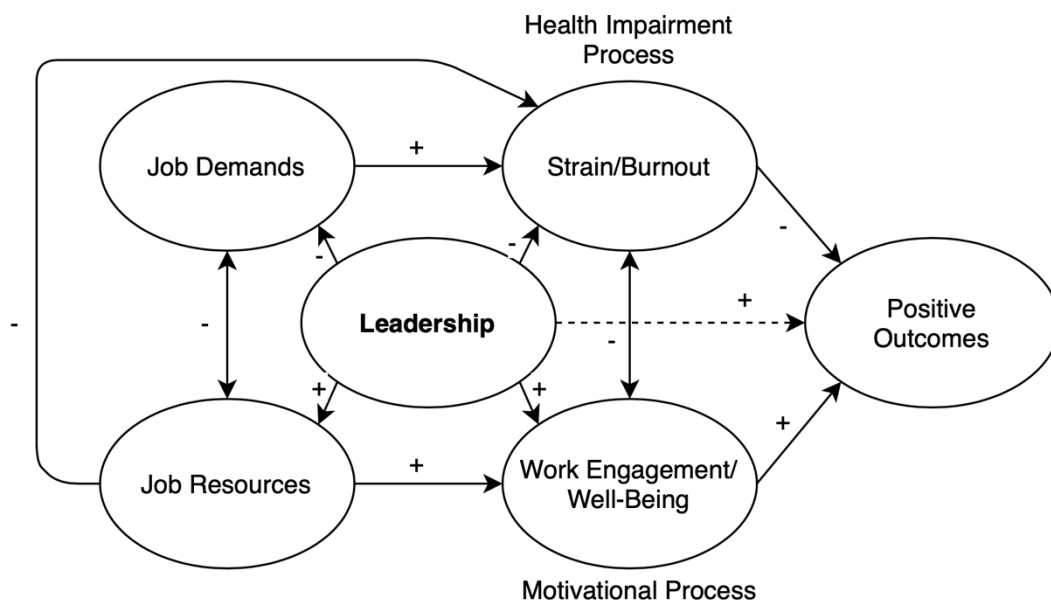 Health Impairment
Process
Job Demands
+
Strain/Burnout
-
-
-
Leadership
+
-
-
-
Positive
Outcomes
+
+
+
Job Resources
+
Work Engagement/
Well-Being
Motivational Process